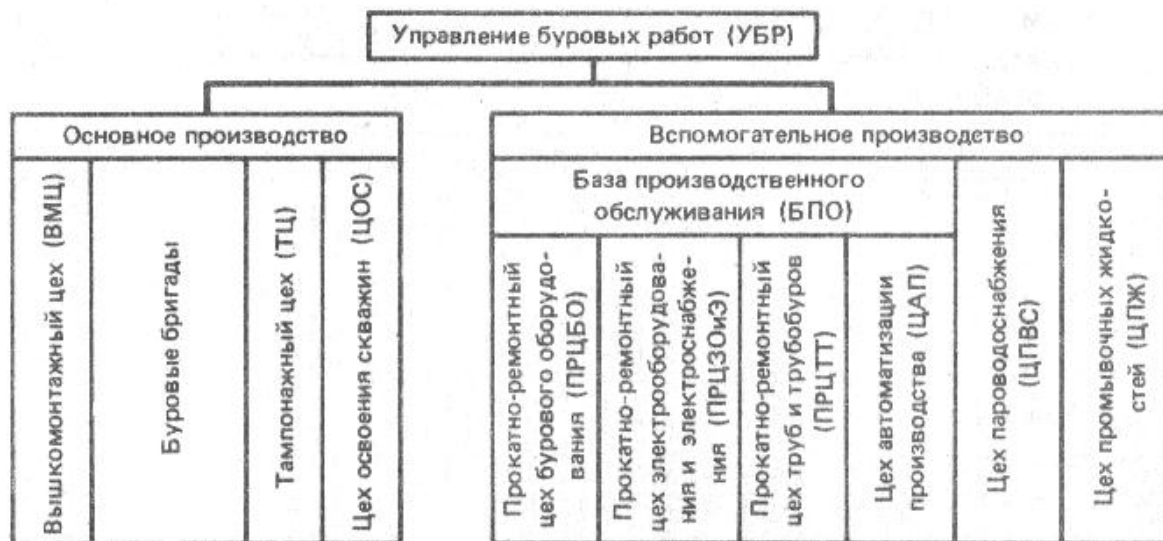 Управление буровых работ (УБР)
Основное производство
Вспомогательное производство
Вышкомонтажный цех (ВМЦ)
Буровые бригады
Тампонажный цех (ТЦ)
Цех освоения скважин (ЦОС)
База производственного
обслуживания (БПО)
Прокатно-ремонтный
цех бурового оборудо-
вания (ПРЦБО)
Прокатно-ремонтный
цех электрооборудова-
ния и электроснабже-
ния (ПРЦЗОиЭ)
Прокатно-ремонтный
цех труб и трубобуров
(ПРЦТТ)
Цех автоматизации
производства (ЦАП)
Цех пароводоснабжения
(ЦПВС)
Цех промывочных жидко-
стей (ЦПЖ)